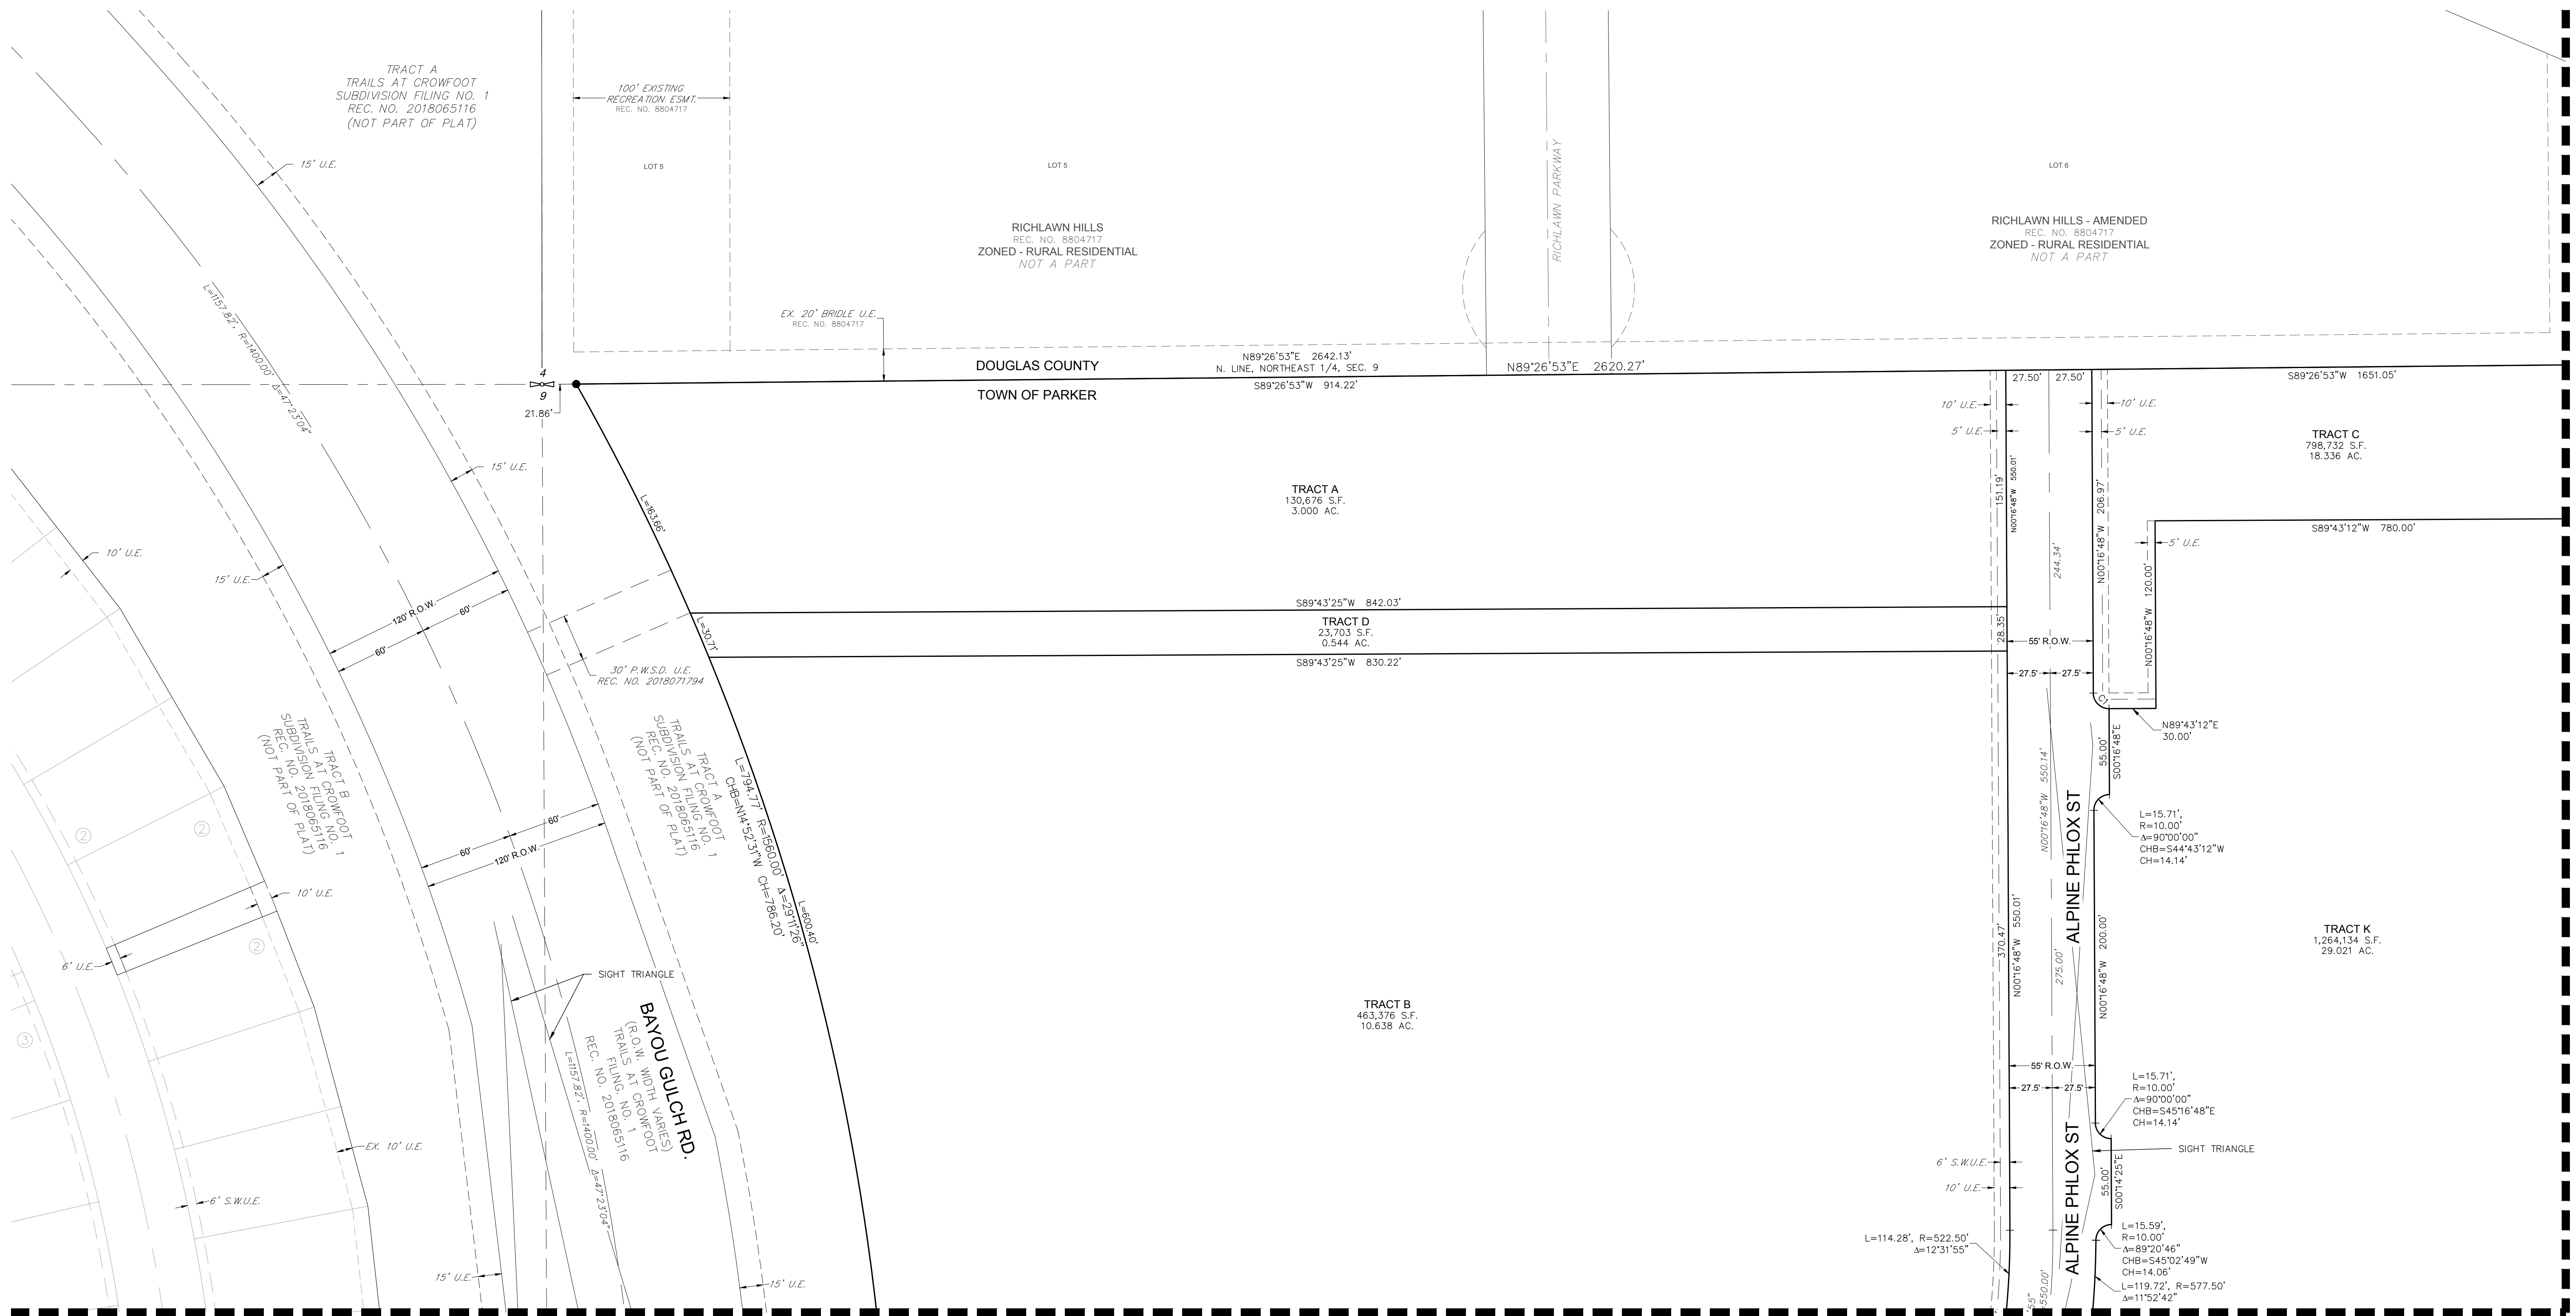 TRACT A
TRAILS AT CROWFOOT
SUBDIVISION FILING NO. 1
REC. NO. 2018065116
(NOT PART OF PLAT)
100' EXISTING
RECREATION ESMT.
REC. NO. 8804717
15' U.E.
LOT 5
LOT 5
LOT 6
RICHLAWN PARKWAY
RICHLAWN HILLS
REC. NO. 8804717
ZONED - RURAL RESIDENTIAL
NOT A PART
RICHLAWN HILLS - AMENDED
REC. NO. 8804717
ZONED - RURAL RESIDENTIAL
NOT A PART
L=1157.82', R=1400.00' Δ=47°23'04"
EX. 20' BRIDLE U.E.
REC. NO. 8804717
4
9
21.86'
DOUGLAS COUNTY
TOWN OF PARKER
N89°26'53"E 2642.13'
N. LINE, NORTHEAST 1/4, SEC. 9
S89°26'53"W 914.22'
N89°26'53"E 2620.27'
27.50'
27.50'
S89°26'53"W 1651.05'
10' U.E.
5' U.E.
10' U.E.
5' U.E.
TRACT C
798,732 S.F.
18.336 AC.
15' U.E.
L=163.66'
TRACT A
130,676 S.F.
3.000 AC.
151.19'
N00°16'48"W 550.01'
244.34'
N00°16'48"W 206.97'
S89°43'12"W 780.00'
5' U.E.
N00°16'48"W 120.00'
10' U.E.
15' U.E.
120' R.O.W.
60'
60'
S89°43'25"W 842.03'
L=30.71'
TRACT D
23,703 S.F.
0.544 AC.
28.35'
55' R.O.W.
S89°43'25"W 830.22'
27.5'
27.5'
30' P.W.S.D. U.E.
REC. NO. 2018071794
C1
N89°43'12"E
30.00'
55.00'
S00°16'48"E
TRACT B
TRAILS AT CROWFOOT
SUBDIVISION FILING NO. 1
REC. NO. 2018065116
(NOT PART OF PLAT)
TRACT A
TRAILS AT CROWFOOT
SUBDIVISION FILING NO. 1
REC. NO. 2018065116
(NOT PART OF PLAT)
L=794.77' R=1560.00' Δ=29°11'26"
CHB=N14°52'31"W CH=786.20'
L=600.40'
N00°16'48"W 550.14'
ALPINE PHLOX ST
L=15.71',
R=10.00'
Δ=90°00'00"
CHB=S44°43'12"W
CH=14.14'
2
2
60'
60'
120' R.O.W.
10' U.E.
2
6' U.E.
3
370.47'
N00°16'48"W 550.01'
275.00'
N00°16'48"W 200.00'
TRACT K
1,264,134 S.F.
29.021 AC.
SIGHT TRIANGLE
BAYOU GULCH RD.
(R.O.W. WIDTH VARIES)
TRAILS AT CROWFOOT
FILING. NO. 1
REC. NO. 2018065116
L=1157.82', R=1400.00' Δ=47°23'04"
TRACT B
463,376 S.F.
10.638 AC.
55' R.O.W.
27.5'
27.5'
L=15.71',
R=10.00'
Δ=90°00'00"
CHB=S45°16'48"E
CH=14.14'
SIGHT TRIANGLE
EX. 10' U.E.
6' S.W.U.E.
6' S.W.U.E.
10' U.E.
ALPINE PHLOX ST
55.00'
S00°14'25"E
L=114.28', R=522.50'
Δ=12°31'55"
L=15.59',
R=10.00'
Δ=89°20'46"
CHB=S45°02'49"W
CH=14.06'
L=119.72', R=577.50'
Δ=11°52'42"
15' U.E.
15' U.E.
=550.00'